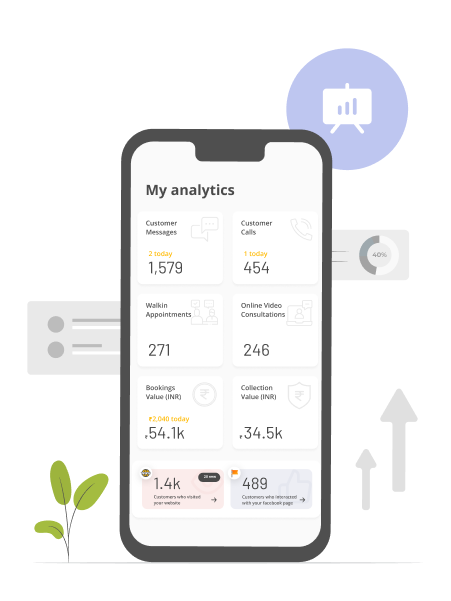 My analytics
Customer
Messages
2 today
1,579
Customer
Calls
1 today
454
40%
Walkin
Appointments
271
Online Video
Consultations
246
Bookings
Value (INR)
₹2,040 today
₹54.1k
Collection
Value (INR)
₹34.5k
1.4k
20 new
Customers who visited
your website
489
Customers who interacted
with your facebook page